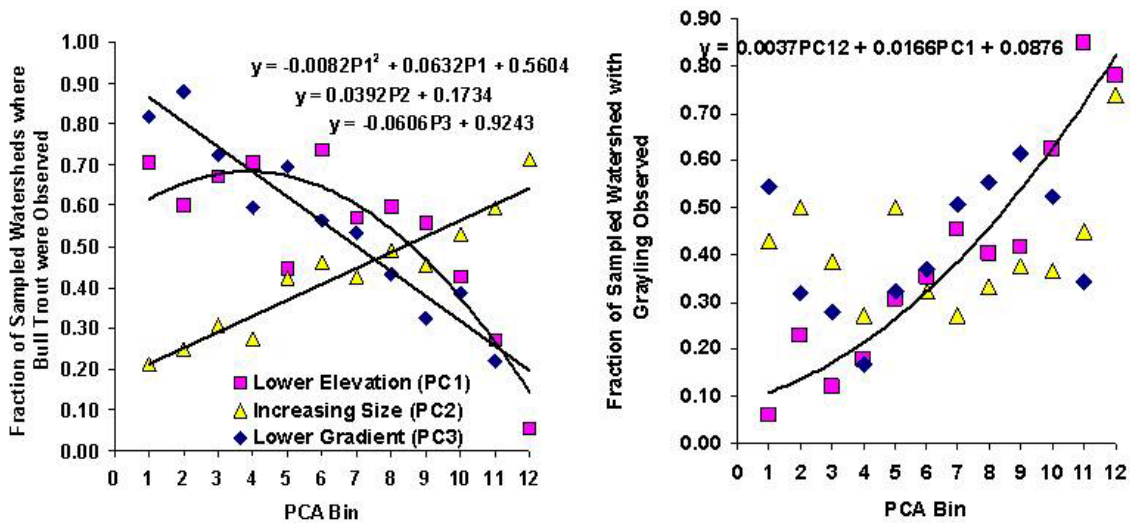 Fraction of Sampled Watersheds where
Bull Trout were Observed
1.00
0.90
0.80
0.70
0.60
0.50
0.40
0.30
0.20
0.10
0.00
y = -0.0082P1² + 0.0632P1 + 0.5604
y = 0.0392P2 + 0.1734
y = -0.0606P3 + 0.9243
Lower Elevation (PC1)
Increasing Size (PC2)
Lower Gradient (PC3)
0 1 2 3 4 5 6 7 8 9 10 11 12
PCA Bin
Fraction of Sampled Watershed with
Grayling Observed
0.90
0.80
0.70
0.60
0.50
0.40
0.30
0.20
0.10
0.00
y = 0.0037PC12 + 0.0166PC1 + 0.0876
0 1 2 3 4 5 6 7 8 9 10 11 12
PCA Bin